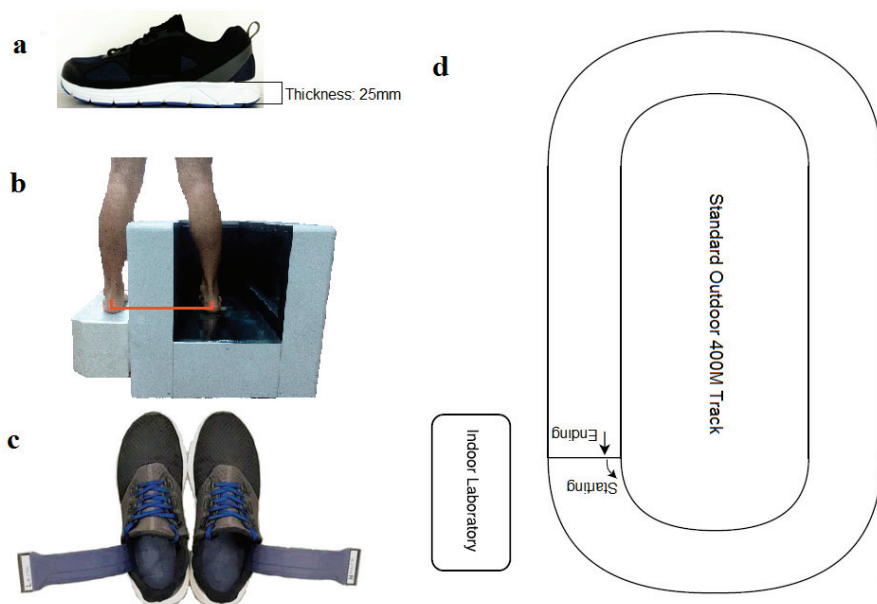 a
Thickness: 25mm
b
c
d
Standard Outdoor 400M Track
Indoor Laboratory
Ending
Starting